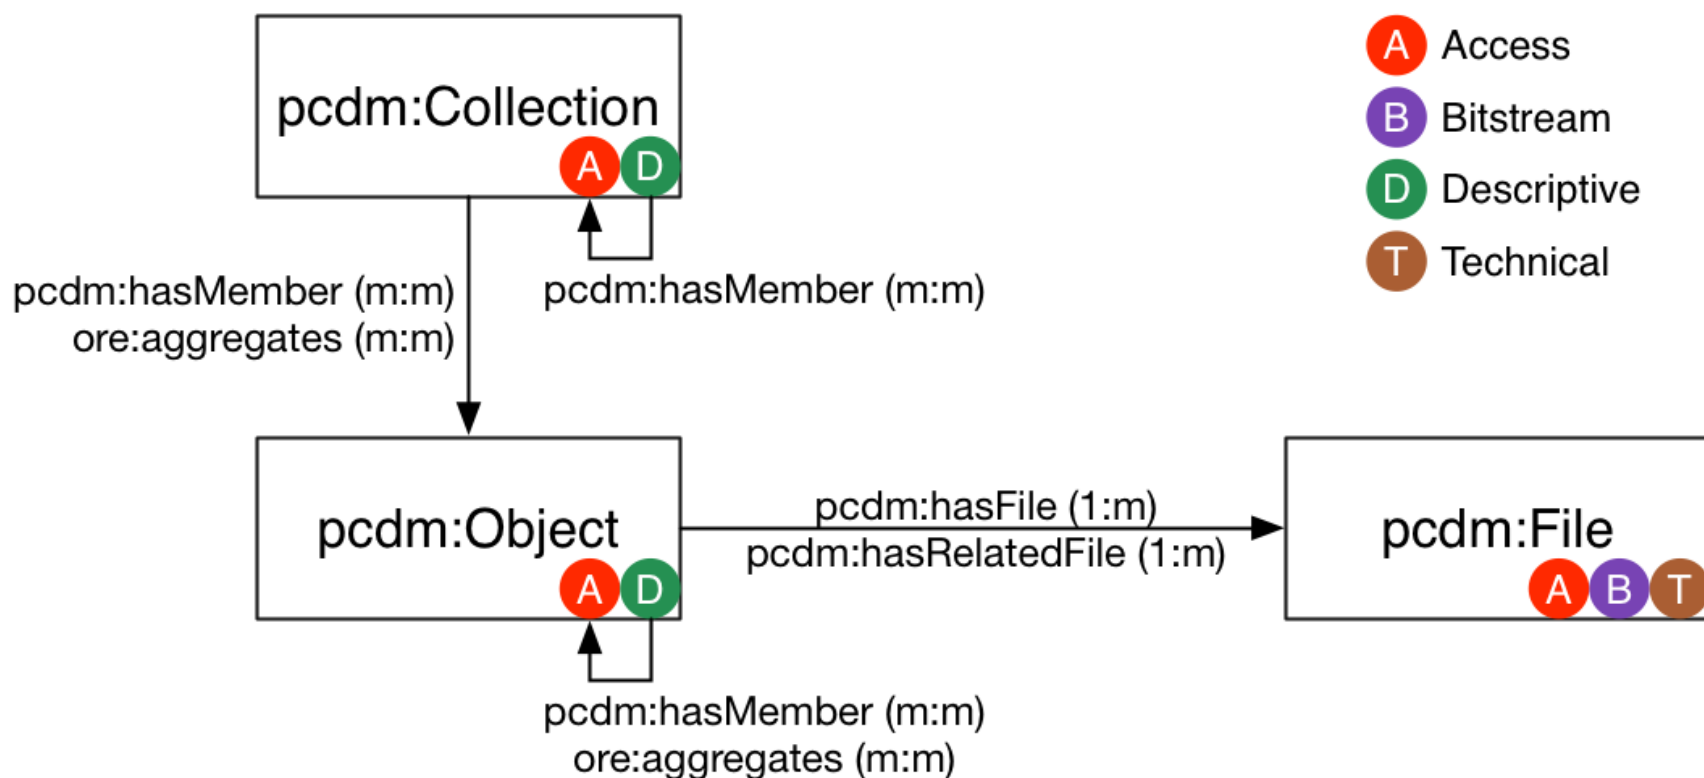 pcdm:Collection
A D
pcdm:hasMember (m:m)
pcdm:hasMember (m:m)
ore:aggregates (m:m)
pcdm:Object
A D
pcdm:hasMember (m:m)
ore:aggregates (m:m)
pcdm:hasFile (1:m)
pcdm:hasRelatedFile (1:m)
pcdm:File
A B T
A Access
B Bitstream
D Descriptive
T Technical